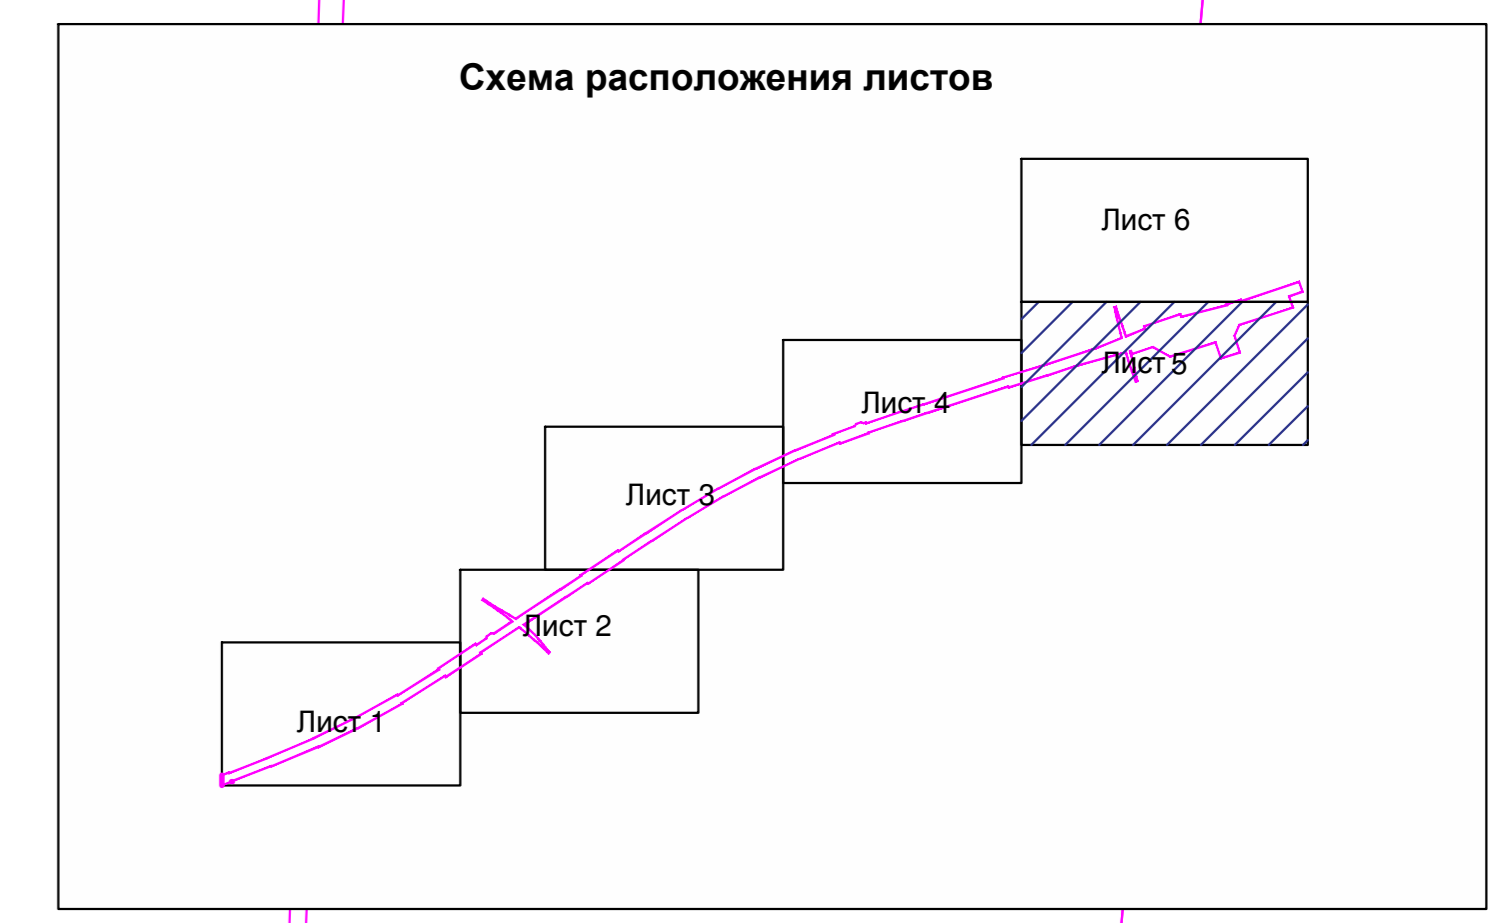 Схема расположения листов
Лист 6
Лист 5
Лист 4
Лист 3
Лист 2
Лист 1